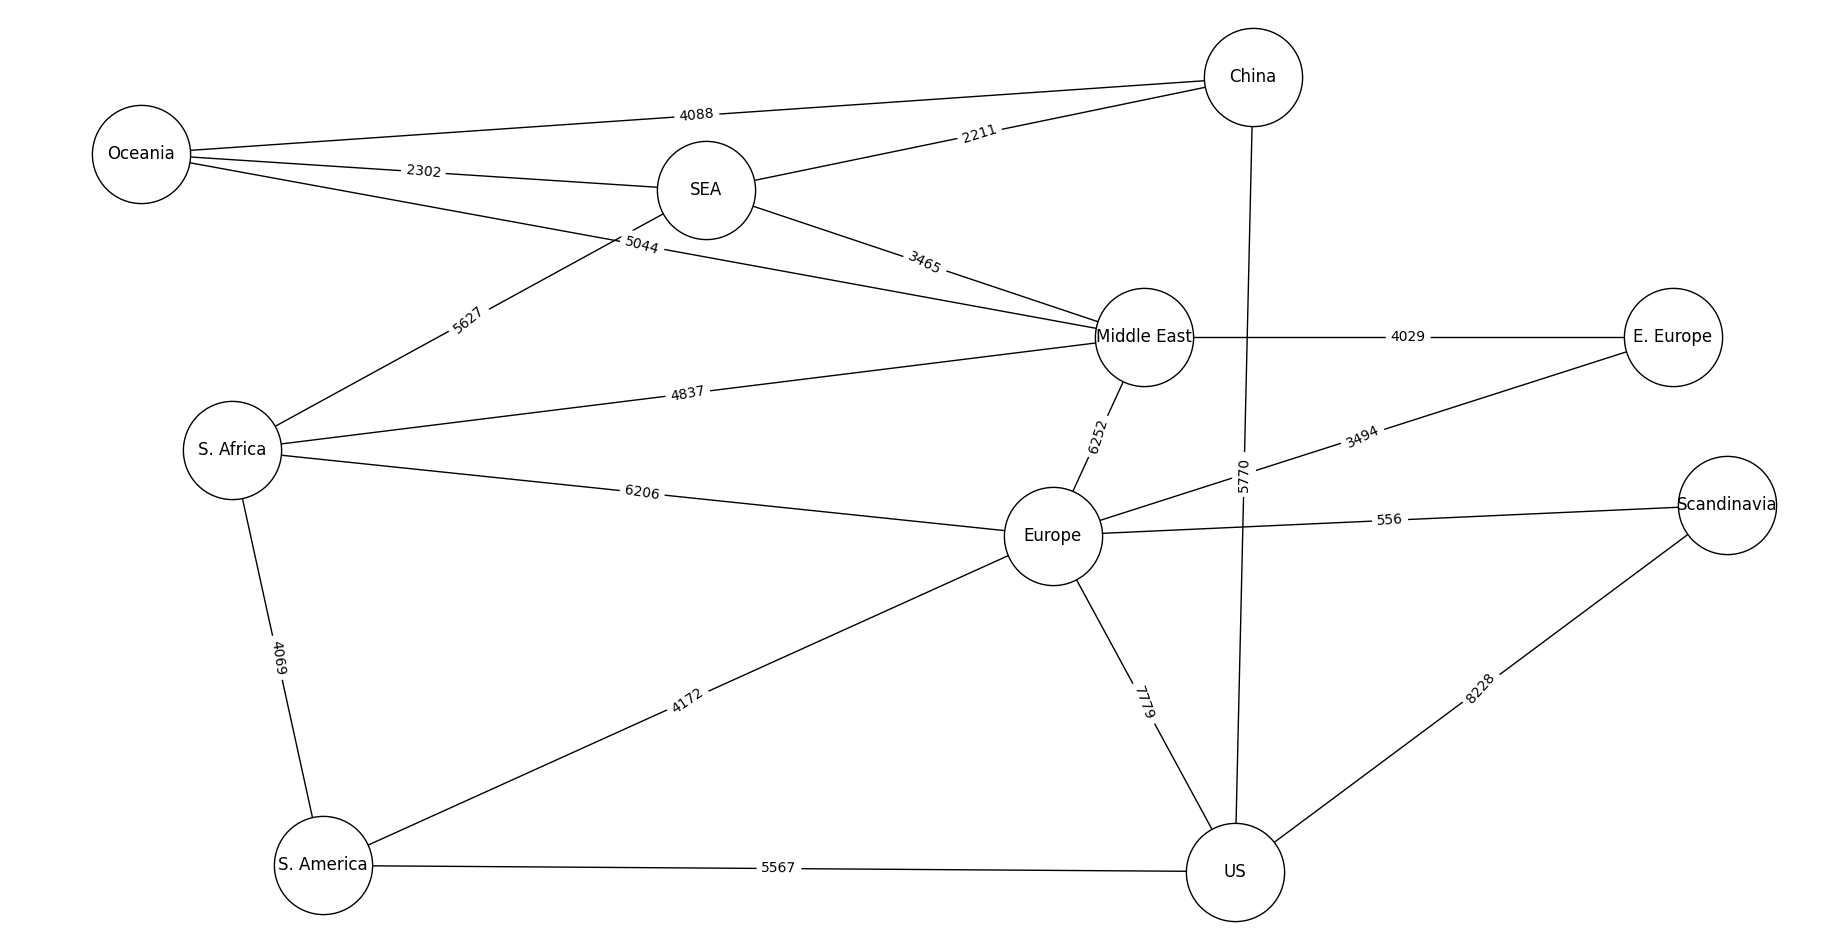 China
4088
2211
Oceania
2302
SEA
5044
3465
5627
Middle East
4029
E. Europe
4837
6252
3494
S. Africa
5770
6206
Scandinavia
556
Europe
4069
4172
7779
8228
S. America
5567
US